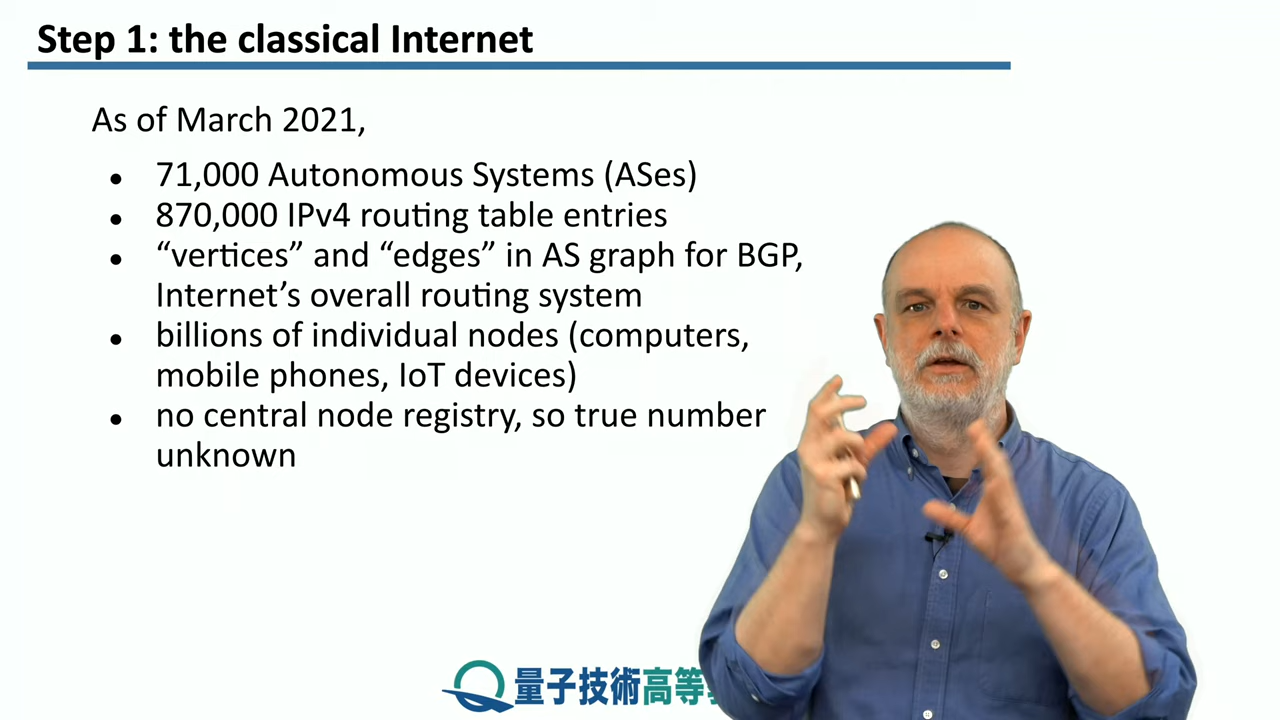 Step 1: the classical Internet
As of March 2021,
• 71,000 Autonomous Systems (ASes)
• 870,000 IPv4 routing table entries
• “vertices” and “edges” in AS graph for BGP,
Internet’s overall routing system
• billions of individual nodes (computers,
mobile phones, IoT devices)
• no central node registry, so true number
unknown
量子技術高等